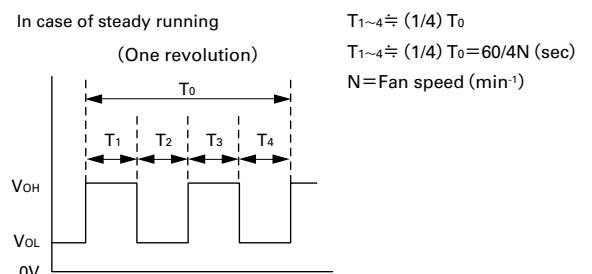 In case of steady running
(One revolution)
T₀
T₁ T₂ T₃ T₄
VOH
VOL
0V
T₁~₄≒ (1/4) T₀
T₁~₄≒ (1/4) T₀=60/4N (sec)
N=Fan speed (min⁻¹)